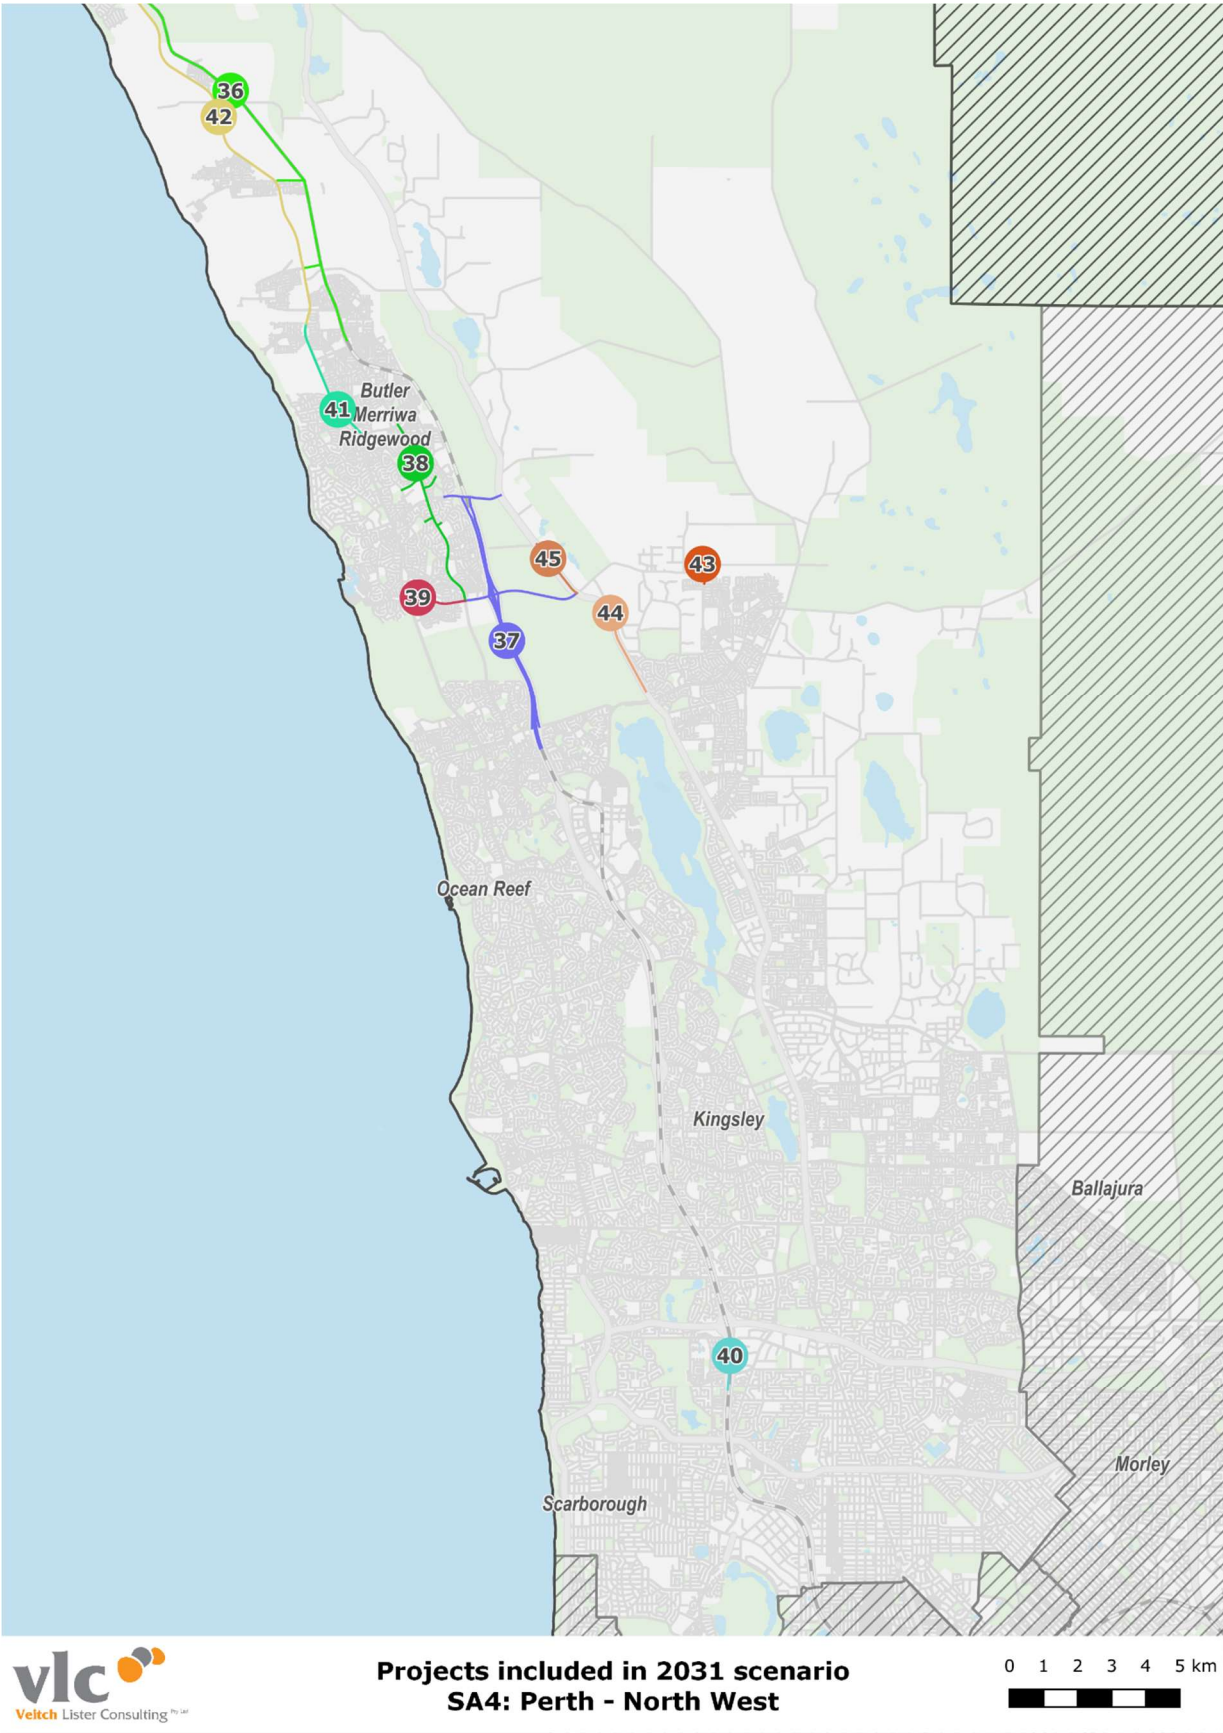 36
42
Butler
41
Merriwa
Ridgewood
38
45
43
39
44
37
Ocean Reef
Kingsley
Ballajura
40
Morley
Scarborough
vlc
Veitch Lister Consulting Pty Ltd
Projects included in 2031 scenario
SA4: Perth - North West
0 1 2 3 4 5 km